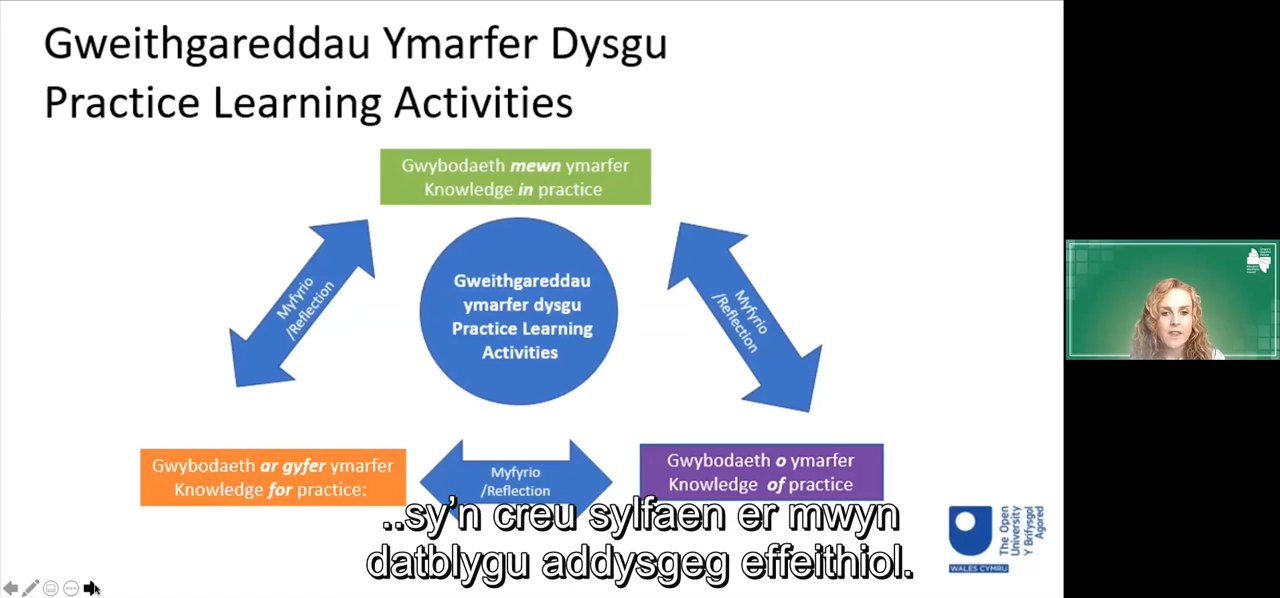 Gweithgareddau Ymarfer Dysgu
Practice Learning Activities
Gwybodaeth mewn ymarfer
Knowledge in practice
Myfyrio
/Reflection
Gweithgareddau
ymarfer dysgu
Practice Learning
Activities
Myfyrio
/Reflection
Gwybodaeth ar gyfer ymarfer
Knowledge for practice:
Myfyrio
/Reflection
Gwybodaeth o ymarfer
Knowledge of practice
..sy'n creu sylfaen er mwyn
datblygu addysgeg effeithiol.
The Open
University
Y Brifysgol
Agored
WALES CYMRU